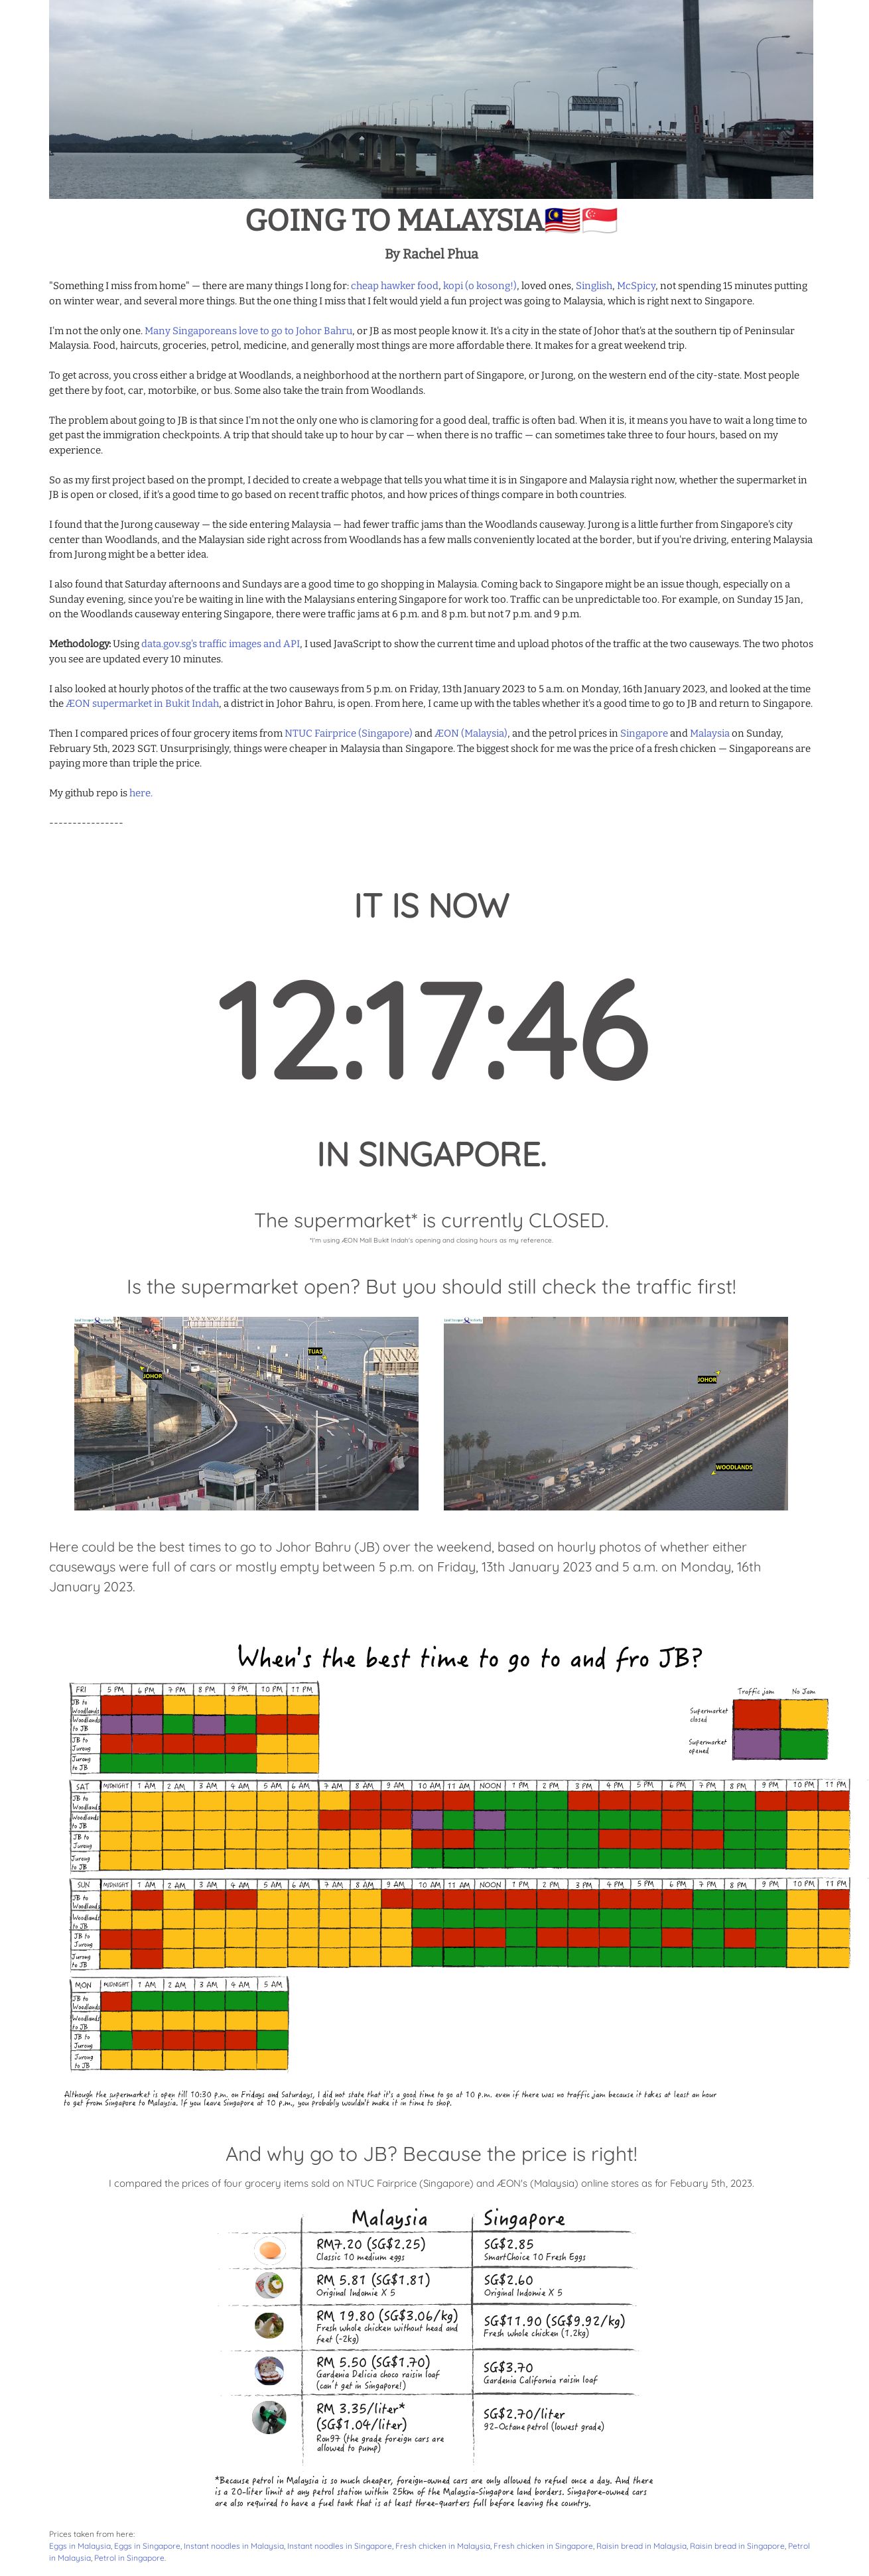 GOING TO MALAYSIA🇲🇾🇸🇬
By Rachel Phua
"Something I miss from home" — there are many things I long for: cheap hawker food, kopi (o kosong!), loved ones, Singlish, McSpicy, not spending 15 minutes putting
on winter wear, and several more things. But the one thing I miss that I felt would yield a fun project was going to Malaysia, which is right next to Singapore.
I'm not the only one. Many Singaporeans love to go to Johor Bahru, or JB as most people know it. It's a city in the state of Johor that's at the southern tip of Peninsular
Malaysia. Food, haircuts, groceries, petrol, medicine, and generally most things are more affordable there. It makes for a great weekend trip.
To get across, you cross either a bridge at Woodlands, a neighborhood at the northern part of Singapore, or Jurong, on the western end of the city-state. Most people
get there by foot, car, motorbike, or bus. Some also take the train from Woodlands.
The problem about going to JB is that since I'm not the only one who is clamoring for a good deal, traffic is often bad. When it is, it means you have to wait a long time to
get past the immigration checkpoints. A trip that should take up to hour by car — when there is no traffic — can sometimes take three to four hours, based on my
experience.
So as my first project based on the prompt, I decided to create a webpage that tells you what time it is in Singapore and Malaysia right now, whether the supermarket in
JB is open or closed, if it's a good time to go based on recent traffic photos, and how prices of things compare in both countries.
I found that the Jurong causeway — the side entering Malaysia — had fewer traffic jams than the Woodlands causeway. Jurong is a little further from Singapore's city
center than Woodlands, and the Malaysian side right across from Woodlands has a few malls conveniently located at the border, but if you're driving, entering Malaysia
from Jurong might be a better idea.
I also found that Saturday afternoons and Sundays are a good time to go shopping in Malaysia. Coming back to Singapore might be an issue though, especially on a
Sunday evening, since you're be waiting in line with the Malaysians entering Singapore for work too. Traffic can be unpredictable too. For example, on Sunday 15 Jan,
on the Woodlands causeway entering Singapore, there were traffic jams at 6 p.m. and 8 p.m. but not 7 p.m. and 9 p.m.
Methodology: Using data.gov.sg's traffic images and API, I used JavaScript to show the current time and upload photos of the traffic at the two causeways. The two photos
you see are updated every 10 minutes.
I also looked at hourly photos of the traffic at the two causeways from 5 p.m. on Friday, 13th January 2023 to 5 a.m. on Monday, 16th January 2023, and looked at the time
the ÆON supermarket in Bukit Indah, a district in Johor Bahru, is open. From here, I came up with the tables whether it's a good time to go to JB and return to Singapore.
Then I compared prices of four grocery items from NTUC Fairprice (Singapore) and ÆON (Malaysia), and the petrol prices in Singapore and Malaysia on Sunday,
February 5th, 2023 SGT. Unsurprisingly, things were cheaper in Malaysia than Singapore. The biggest shock for me was the price of a fresh chicken — Singaporeans are
paying more than triple the price.
My github repo is here.
----------------
IT IS NOW
12:17:46
IN SINGAPORE.
The supermarket* is currently CLOSED.
*I'm using ÆON Mall Bukit Indah's opening and closing hours as my reference.
Is the supermarket open? But you should still check the traffic first!
JOHOR
TUAS
JOHOR
WOODLANDS
Here could be the best times to go to Johor Bahru (JB) over the weekend, based on hourly photos of whether either
causeways were full of cars or mostly empty between 5 p.m. on Friday, 13th January 2023 and 5 a.m. on Monday, 16th
January 2023.
When's the best time to go to and fro JB?
Traffic jam No Jam
Supermarket
closed
Supermarket
opened
FRI 5 PM 6 PM 7 PM 8 PM 9 PM 10 PM 11 PM
JB to
Woodlands
Woodlands
to JB
JB to
Jurong
Jurong
to JB
SAT MIDNIGHT 1 AM 2 AM 3 AM 4 AM 5 AM 6 AM 7 AM 8 AM 9 AM 10 AM 11 AM NOON 1 PM 2 PM 3 PM 4 PM 5 PM 6 PM 7 PM 8 PM 9 PM 10 PM 11 PM
JB to
Woodlands
Woodlands
to JB
JB to
Jurong
Jurong
to JB
SUN MIDNIGHT 1 AM 2 AM 3 AM 4 AM 5 AM 6 AM 7 AM 8 AM 9 AM 10 AM 11 AM NOON 1 PM 2 PM 3 PM 4 PM 5 PM 6 PM 7 PM 8 PM 9 PM 10 PM 11 PM
JB to
Woodlands
Woodlands
to JB
JB to
Jurong
Jurong
to JB
MON MIDNIGHT 1 AM 2 AM 3 AM 4 AM 5 AM
JB to
Woodlands
Woodlands
to JB
JB to
Jurong
Jurong
to JB
Although the supermarket is open till 10:30 p.m. on Fridays and Saturdays, I did not state that it's a good time to go at 10 p.m. even if there was no traffic jam because it takes at least an hour
to get from Singapore to Malaysia. If you leave Singapore at 10 p.m., you probably wouldn't make it in time to shop.
And why go to JB? Because the price is right!
I compared the prices of four grocery items sold on NTUC Fairprice (Singapore) and ÆON's (Malaysia) online stores as for Febuary 5th, 2023.
Malaysia Singapore
RM7.20 (SG$2.25)
Classic 10 medium eggs
SG$2.85
SmartChoice 10 Fresh Eggs
RM 5.81 (SG$1.81)
Original Indomie X 5
SG$2.60
Original Indomie X 5
RM 19.80 (SG$3.06/kg)
Fresh whole chicken without head and
feet (~2kg)
SG$11.90 (SG$9.92/kg)
Fresh whole chicken (1.2kg)
RM 5.50 (SG$1.70)
Gardenia Delicia choco raisin loaf
(can't get in Singapore!)
SG$3.70
Gardenia California raisin loaf
RM 3.35/liter*
(SG$1.04/liter)
Ron97 (the grade foreign cars are
allowed to pump)
SG$2.70/liter
92-Octane petrol (lowest grade)
*Because petrol in Malaysia is so much cheaper, foreign-owned cars are only allowed to refuel once a day. And there
is a 20-liter limit at any petrol station within 25km of the Malaysia-Singapore land borders. Singapore-owned cars
are also required to have a fuel tank that is at least three-quarters full before leaving the country.
Prices taken from here:
Eggs in Malaysia, Eggs in Singapore, Instant noodles in Malaysia, Instant noodles in Singapore, Fresh chicken in Malaysia, Fresh chicken in Singapore, Raisin bread in Malaysia, Raisin bread in Singapore, Petrol
in Malaysia, Petrol in Singapore.